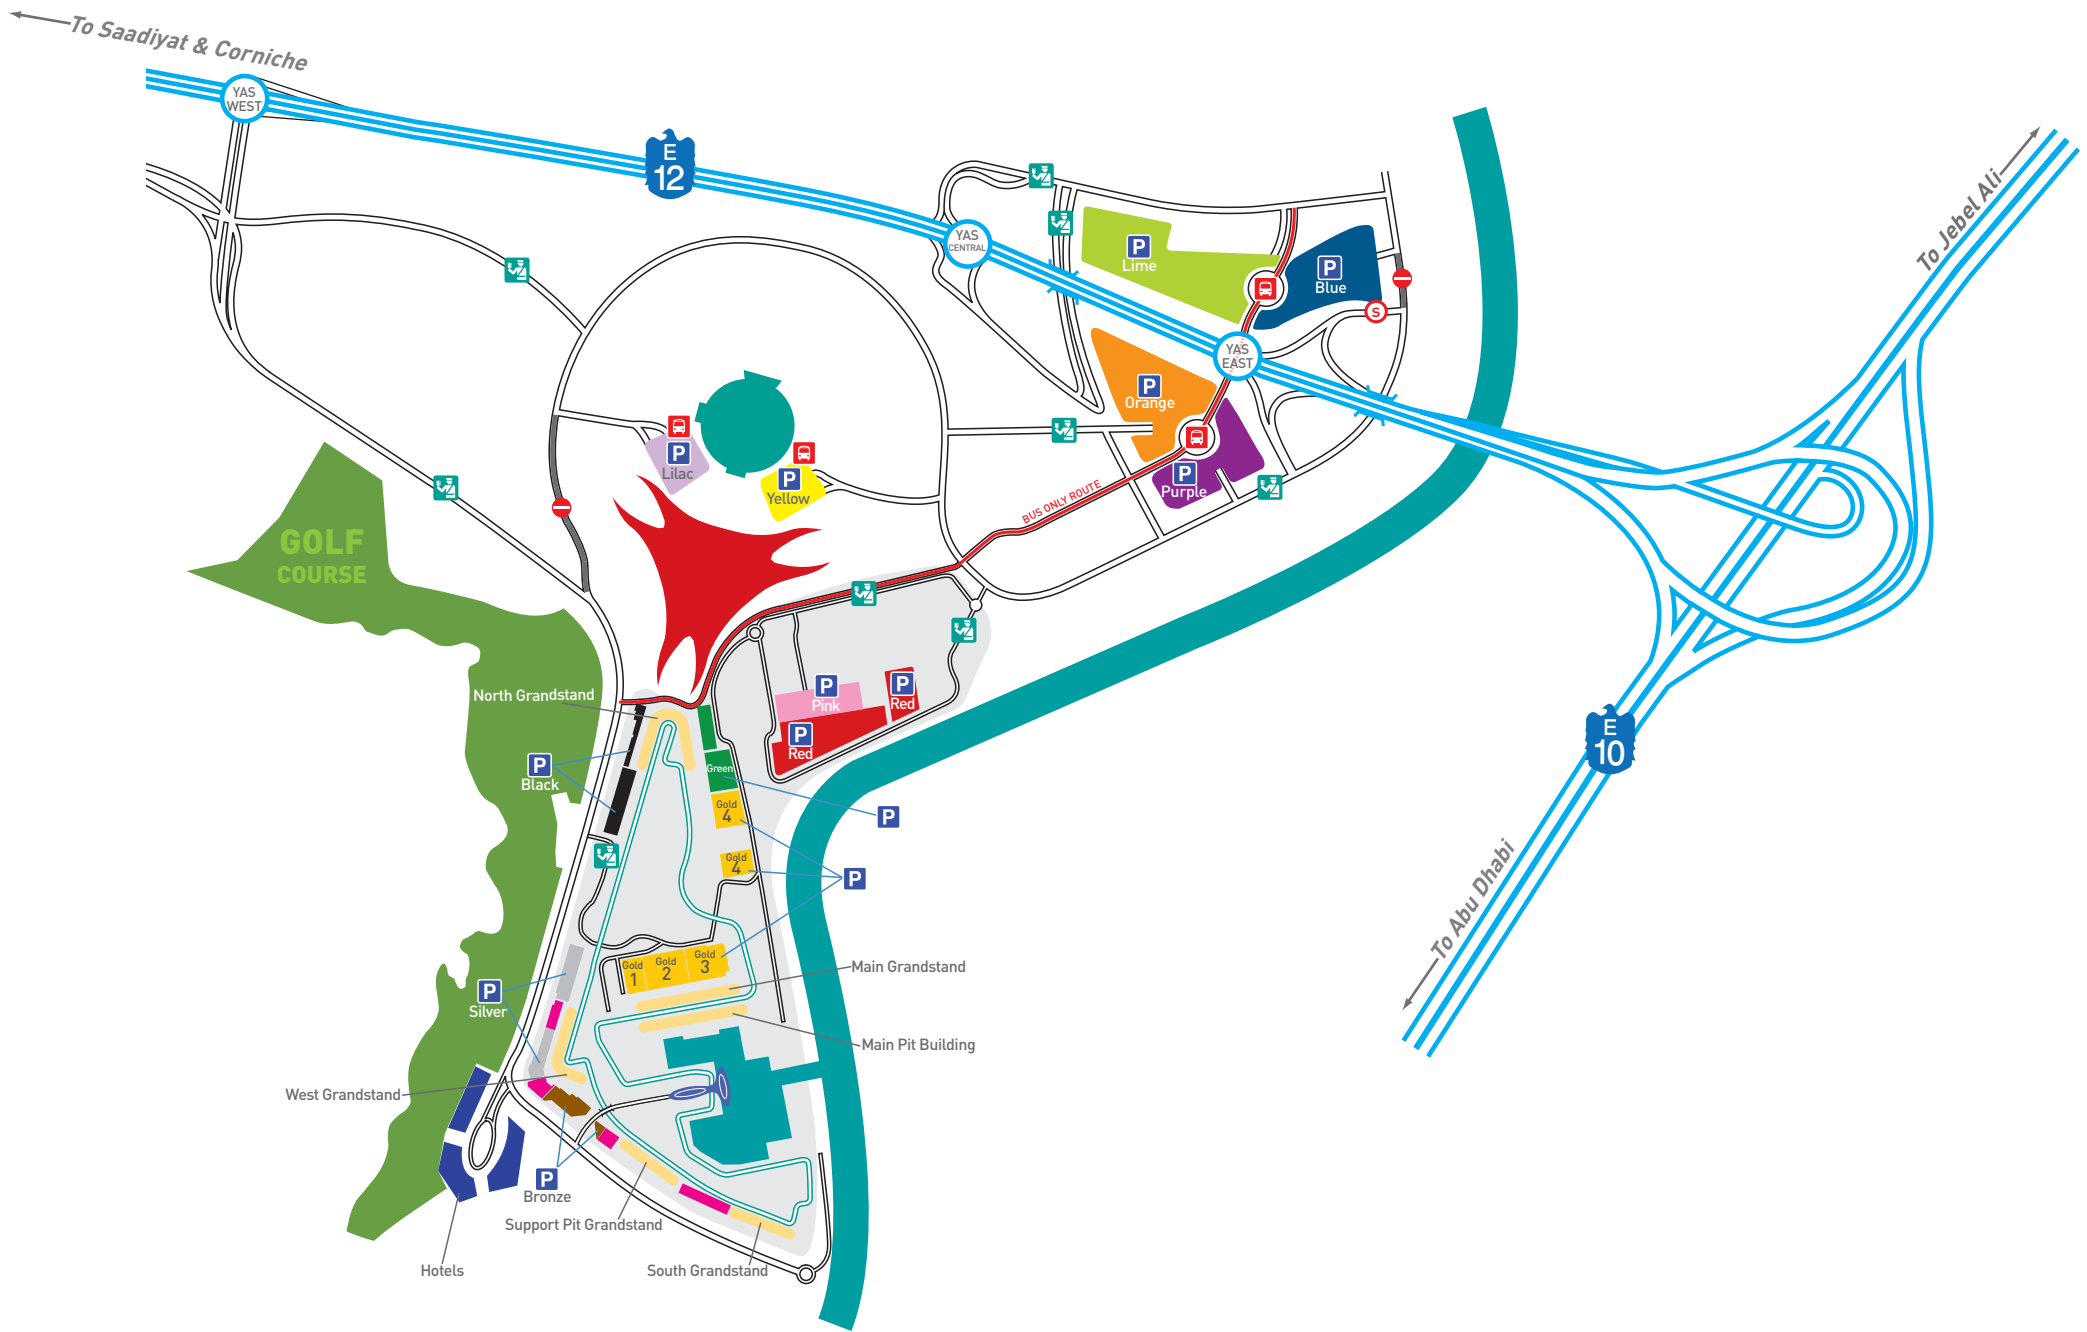 To Saadiyat & Corniche
YAS
WEST
E
12
YAS
CENTRAL
P
Lime
P
Blue
S
YAS
EAST
P
Orange
P
Purple
BUS ONLY ROUTE
To Jebel Ali
P
Lilac
P
Yellow
GOLF
COURSE
North Grandstand
P
Pink
P
Red
P
Red
P
Black
Green
P
Gold
4
Gold
4
P
Gold
1
Gold
2
Gold
3
Main Grandstand
P
Silver
Main Pit Building
West Grandstand
P
Bronze
Support Pit Grandstand
South Grandstand
Hotels
E
10
To Abu Dhabi